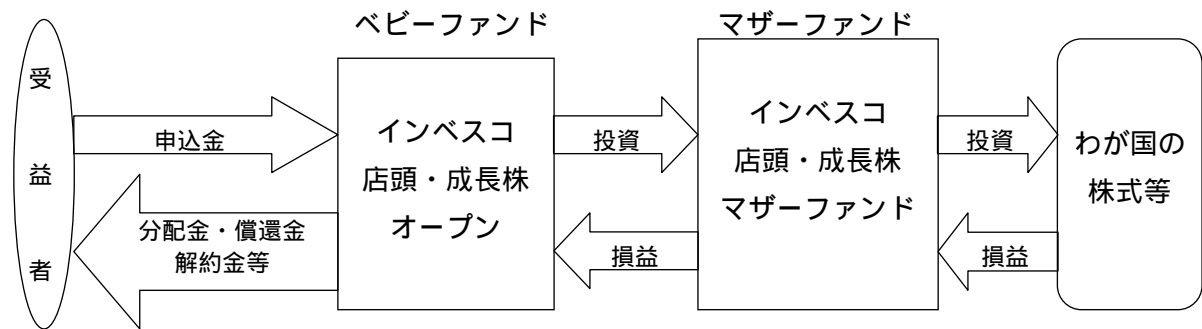 受益者
申込金
分配金・償還金
解約金等
ベビーファンド
インベスコ
店頭・成長株
オープン
投資
損益
マザーファンド
インベスコ
店頭・成長株
マザーファンド
投資
損益
わが国の
株式等